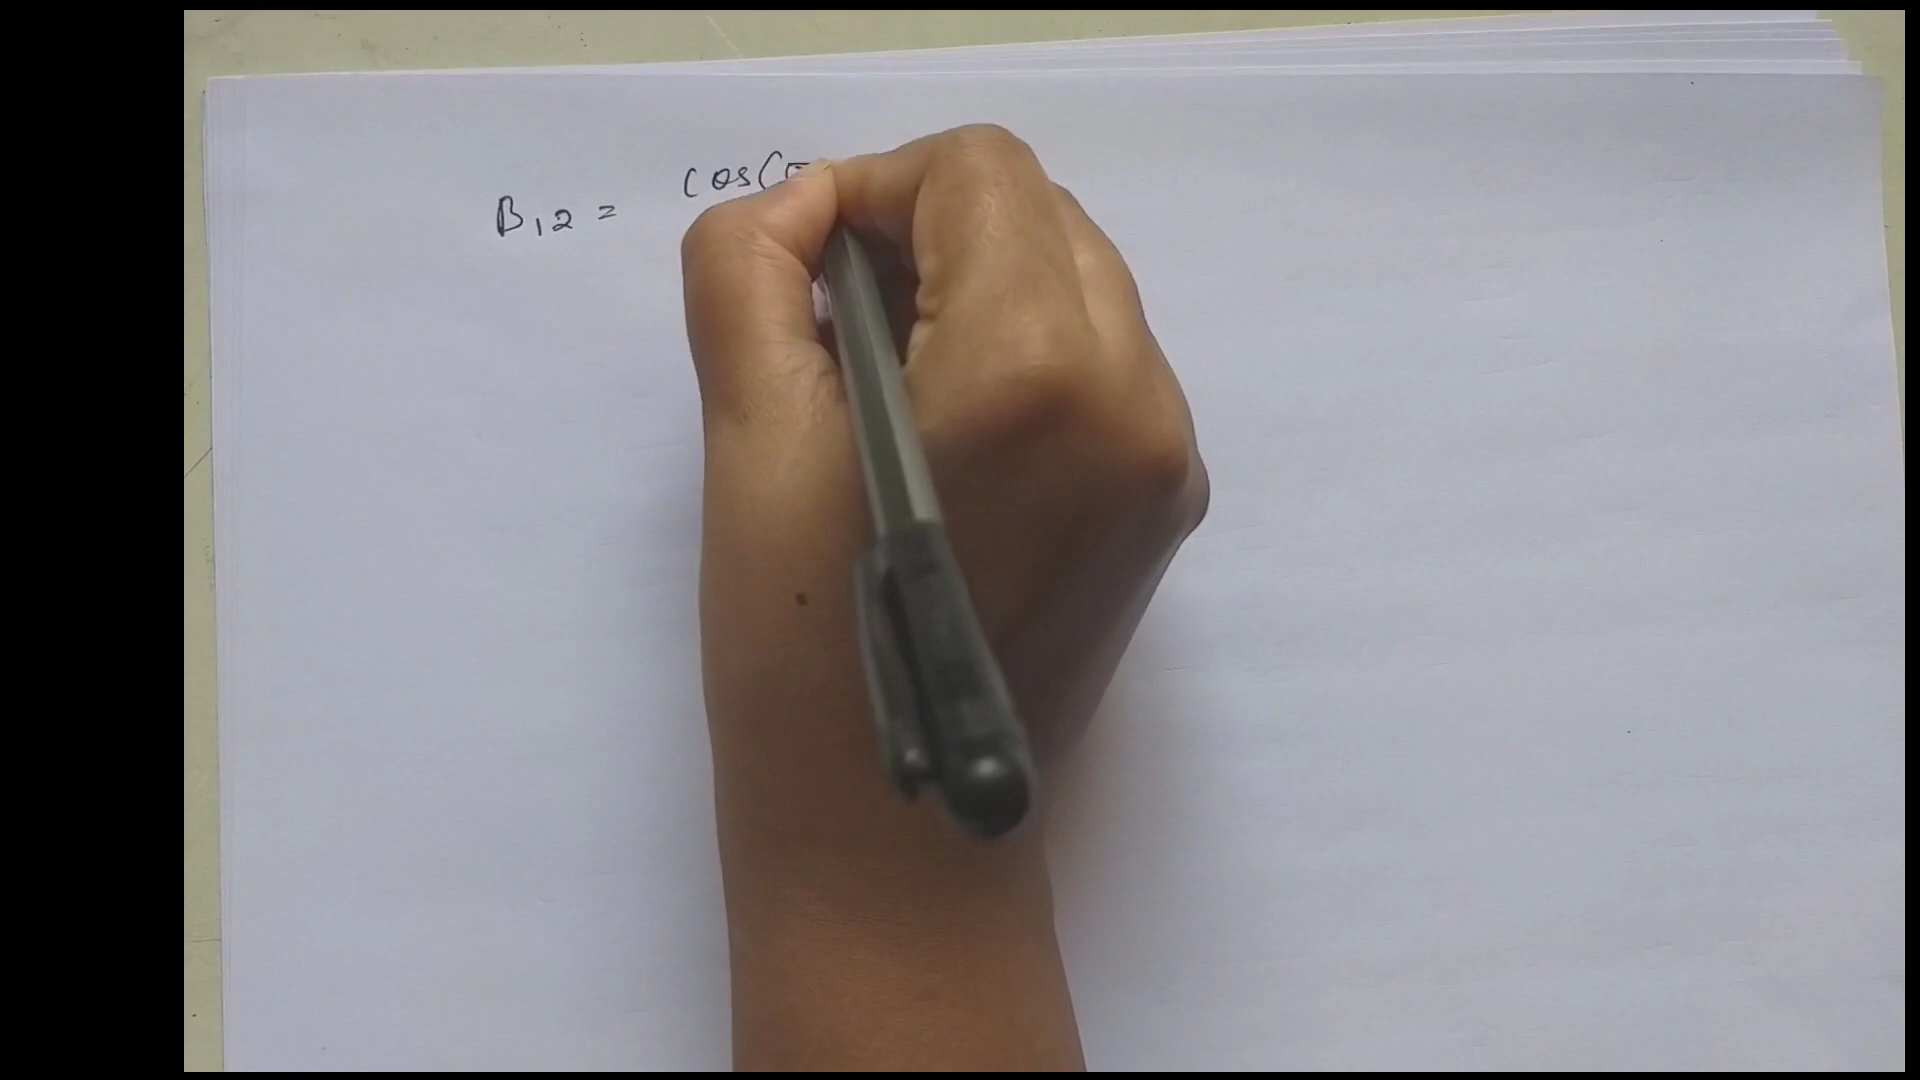 B₁₂ = cos(